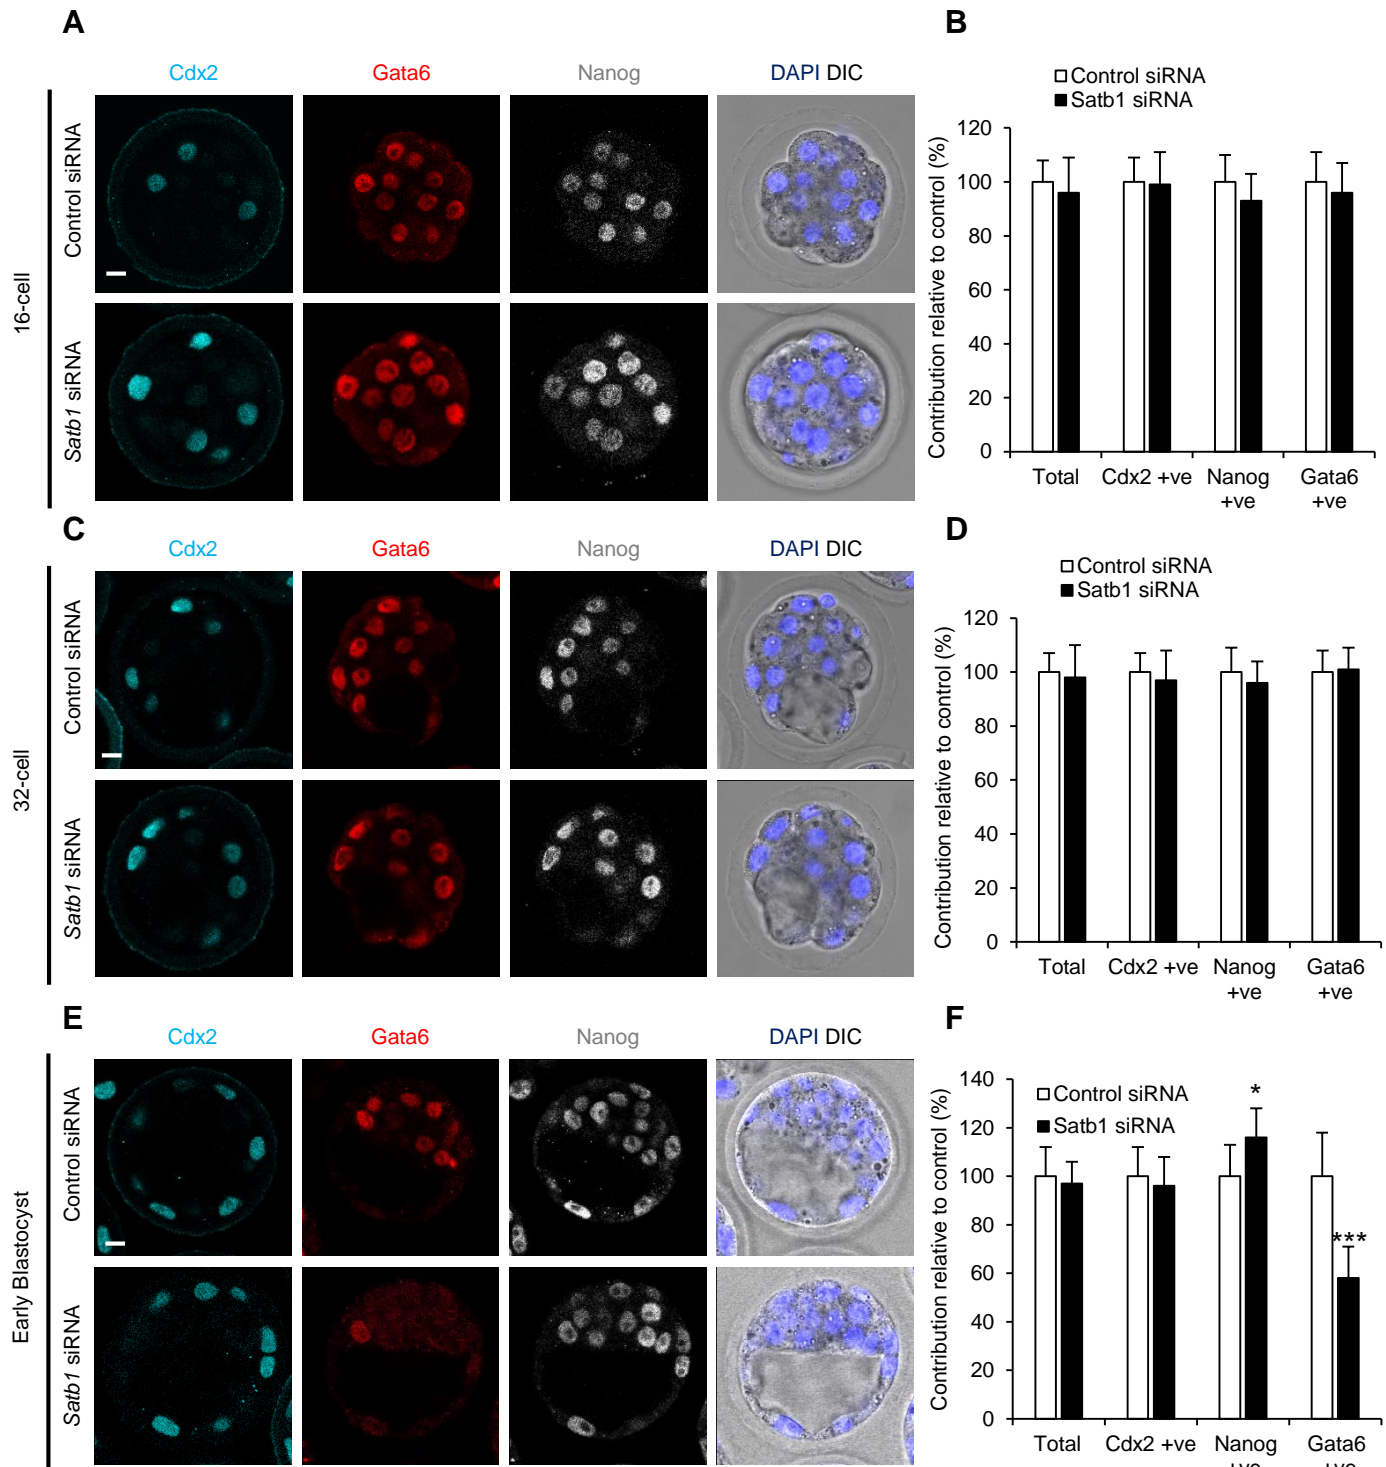 A
B
Cdx2
Gata6
Nanog
DAPI DIC
16-cell
Control siRNA
Satb1 siRNA
Control siRNA
Satb1 siRNA
Contribution relative to control (%)
120
100
80
60
40
20
0
Total
Cdx2 +ve
Nanog
+ve
Gata6
+ve
C
D
Cdx2
Gata6
Nanog
DAPI DIC
32-cell
Control siRNA
Satb1 siRNA
Control siRNA
Satb1 siRNA
Contribution relative to control (%)
120
100
80
60
40
20
0
Total
Cdx2 +ve
Nanog
+ve
Gata6
+ve
E
F
Cdx2
Gata6
Nanog
DAPI DIC
Early Blastocyst
Control siRNA
Satb1 siRNA
Control siRNA
Satb1 siRNA
Contribution relative to control (%)
140
120
100
80
60
40
20
0
*
***
Total
Cdx2 +ve
Nanog
+ve
Gata6
+ve